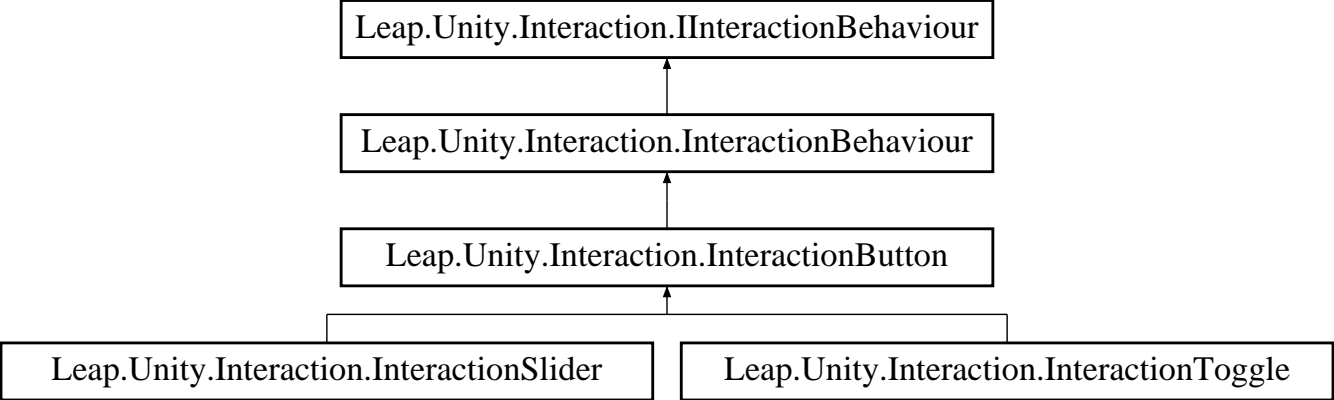 Leap.Unity.Interaction.IInteractionBehaviour
Leap.Unity.Interaction.InteractionBehaviour
Leap.Unity.Interaction.InteractionButton
Leap.Unity.Interaction.InteractionSlider
Leap.Unity.Interaction.InteractionToggle